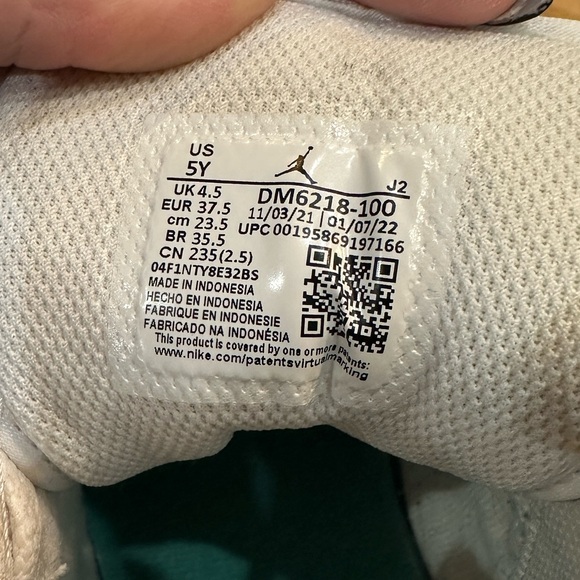 US
5Y
J2
UK 4.5
EUR 37.5
cm 23.5
BR 35.5
CN 235(2.5)
DM6218-100
11/03/21 | 01/07/22
UPC 00195869197166
04F1NTY8E32BS
MADE IN INDONESIA
HECHO EN INDONESIA
FABRIQUE EN INDONESIE
FABRICADO NA INDONÉSIA
This product is covered by one or more patents:
www.nike.com/patentsvirtualmarking